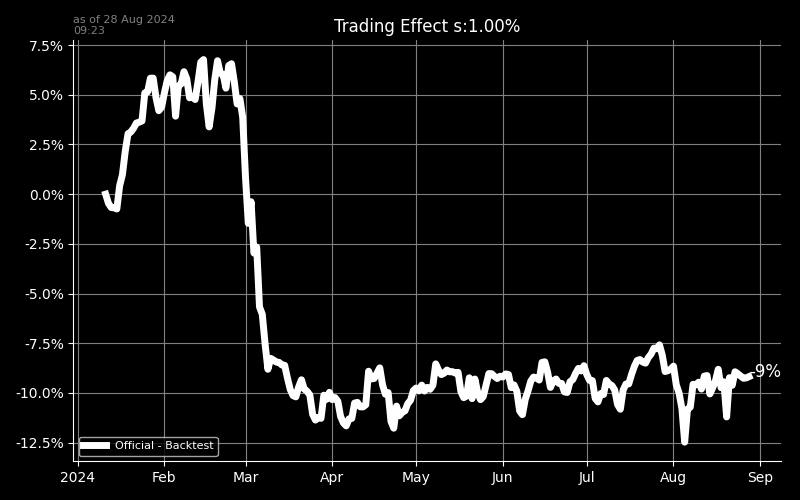 as of 28 Aug 2024
09:23
Trading Effect s:1.00%
7.5%
5.0%
2.5%
0.0%
-2.5%
-5.0%
-7.5%
-10.0%
-12.5%
-9%
Official - Backtest
2024 Feb Mar Apr May Jun Jul Aug Sep